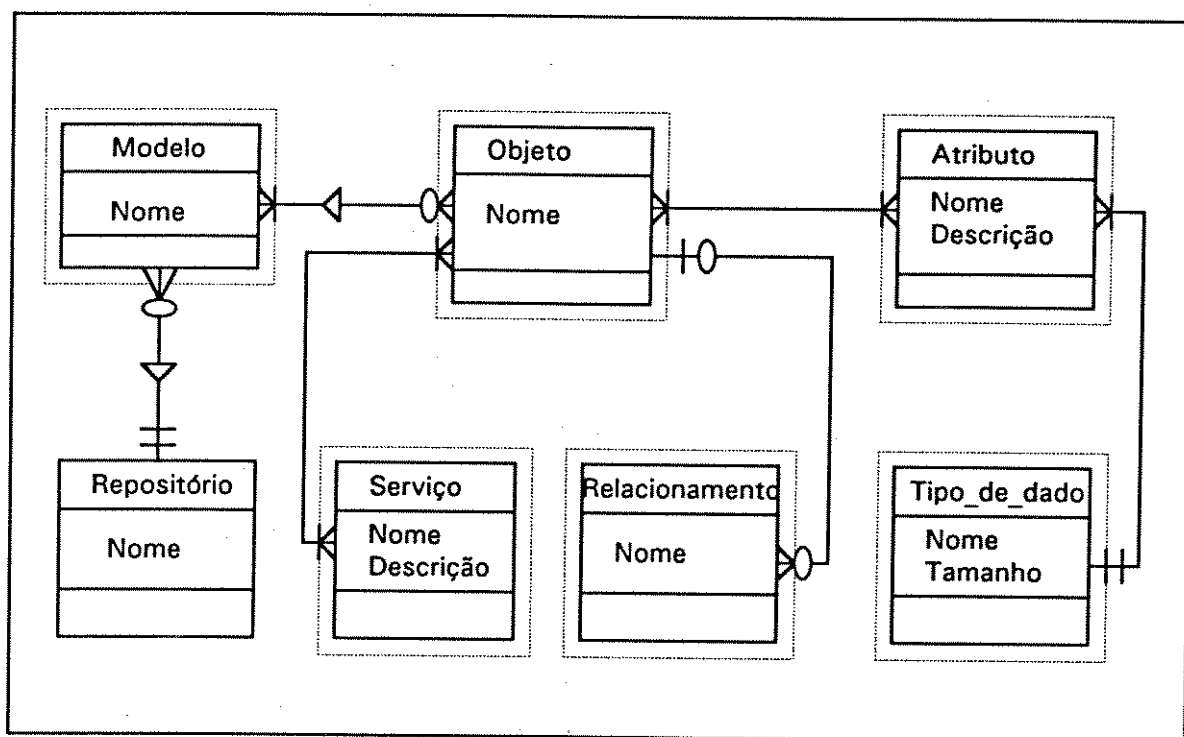 Modelo
Nome
Objeto
Nome
Atributo
Nome
Descrição
Repositório
Nome
Serviço
Nome
Descrição
Relacionamento
Nome
Tipo_de_dado
Nome
Tamanho